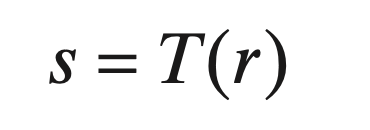 s = T(r)